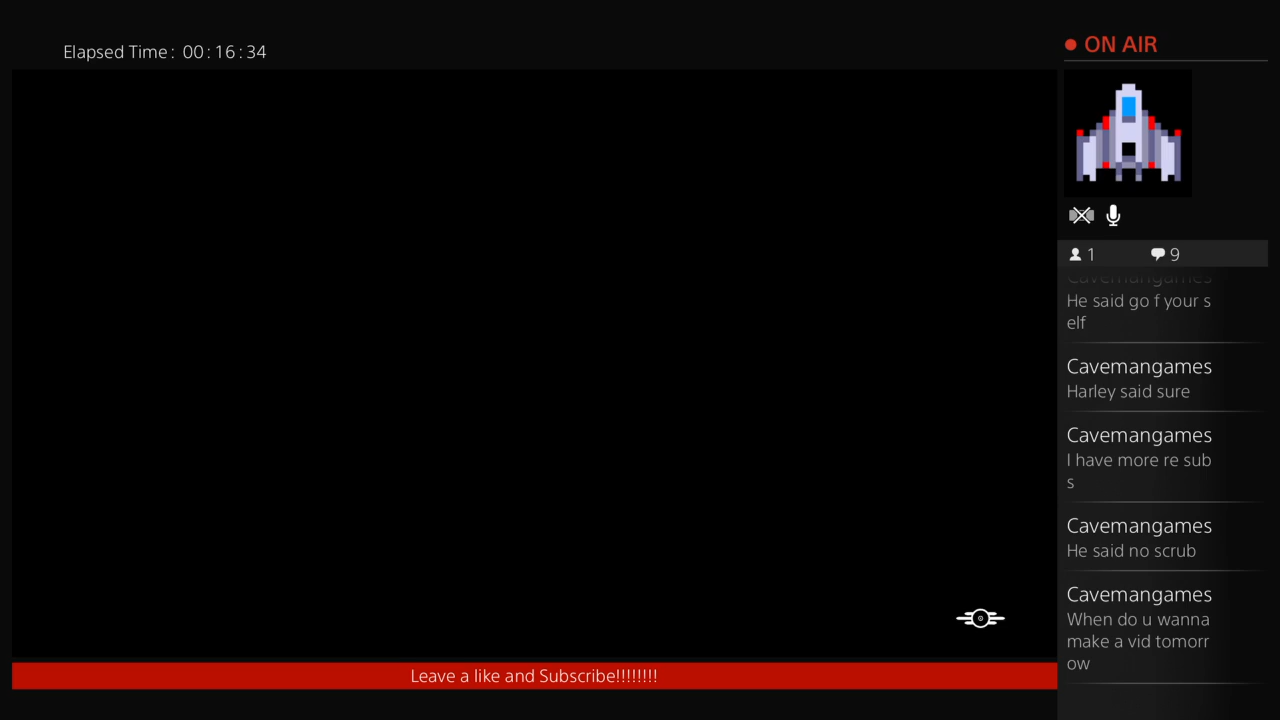 Elapsed Time: 00:16:34
ON AIR
1
9
Cavemangames
He said go f your s
elf
Cavemangames
Harley said sure
Cavemangames
I have more re sub
s
Cavemangames
He said no scrub
Cavemangames
When do u wanna
make a vid tomorr
ow
Leave a like and Subscribe!!!!!!!!